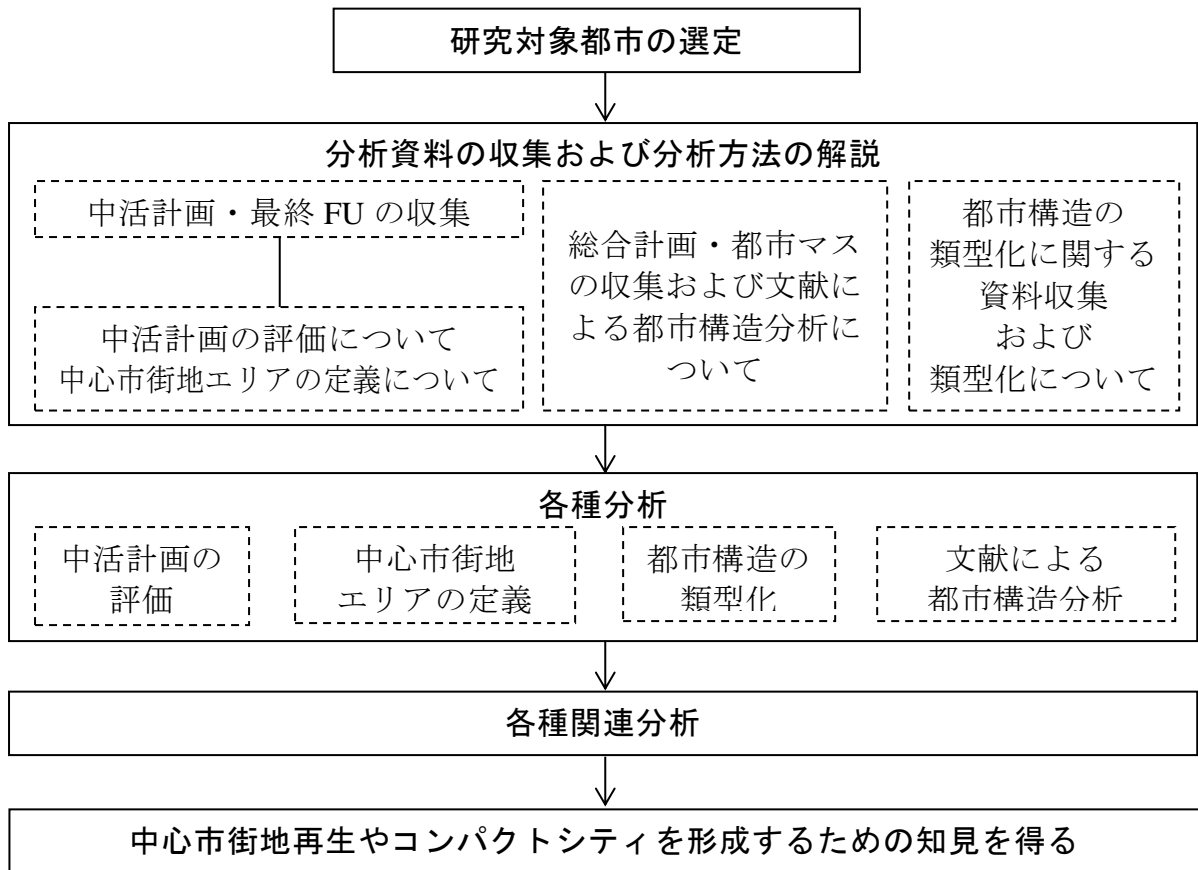 研究対象都市の選定
分析資料の収集および分析方法の解説
中活計画・最終 FU の収集
中活計画の評価について
中心市街地エリアの定義について
総合計画・都市マス
の収集および文献に
よる都市構造分析に
ついて
都市構造の
類型化に関する
資料収集
および
類型化について
各種分析
中活計画の
評価
中心市街地
エリアの定義
都市構造の
類型化
文献による
都市構造分析
各種関連分析
中心市街地再生やコンパクトシティを形成するための知見を得る